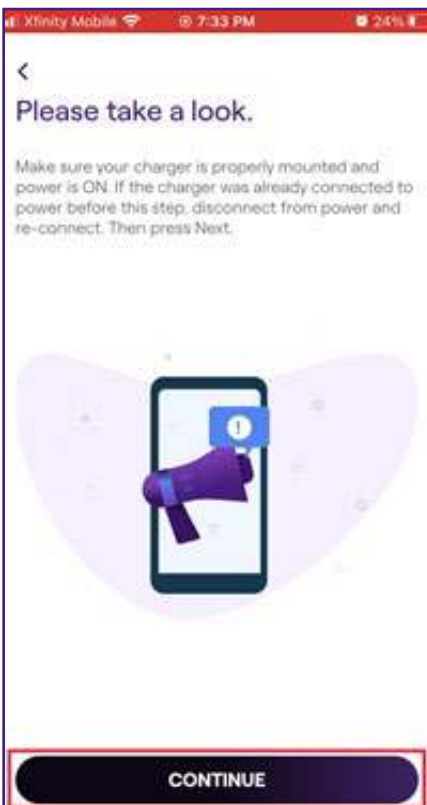 Xfinity Mobile 7:33 PM 24%
Please take a look.
Make sure your charger is properly mounted and
power is ON. If the charger was already connected to
power before this step, disconnect from power and
re-connect. Then press Next.
!
CONTINUE